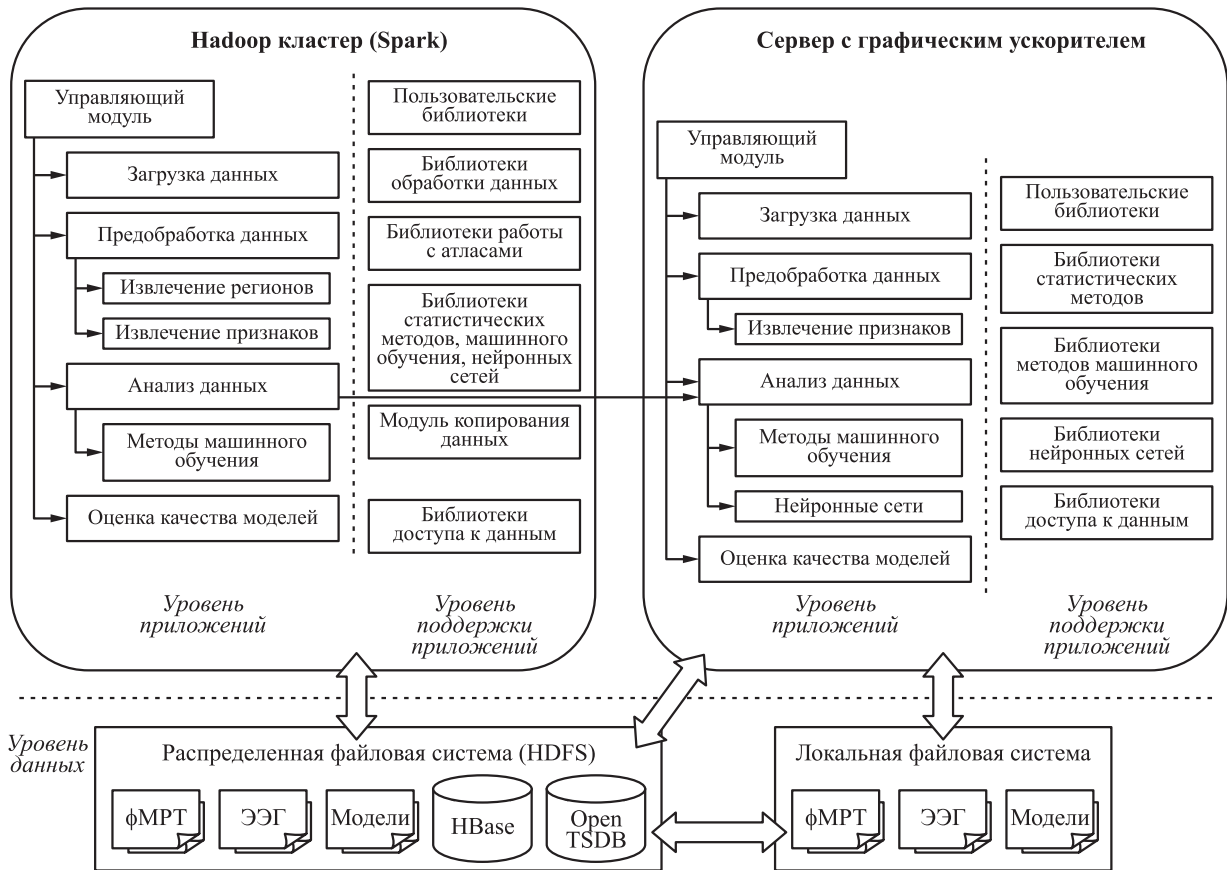 Hadoop кластер (Spark)
Управляющий
модуль
Загрузка данных
Предобработка данных
Извлечение регионов
Извлечение признаков
Анализ данных
Методы машинного
обучения
Оценка качества моделей
Уровень
приложений
Пользовательские
библиотеки
Библиотеки
обработки данных
Библиотеки работы
с атласами
Библиотеки
статистических
методов, машинного
обучения, нейронных
сетей
Модуль копирования
данных
Библиотеки
доступа к данным
Уровень
поддержки
приложений
Сервер с графическим ускорителем
Управляющий
модуль
Загрузка данных
Предобработка данных
Извлечение признаков
Анализ данных
Методы машинного
обучения
Нейронные сети
Оценка качества моделей
Уровень
приложений
Пользовательские
библиотеки
Библиотеки
статистических
методов
Библиотеки
методов машинного
обучения
Библиотеки
нейронных сетей
Библиотеки
доступа к данным
Уровень
поддержки
приложений
Уровень
данных
Распределенная файловая система (HDFS)
фМРТ
ЭЭГ
Модели
HBase
Open
TSDB
Локальная файловая система
фМРТ
ЭЭГ
Модели